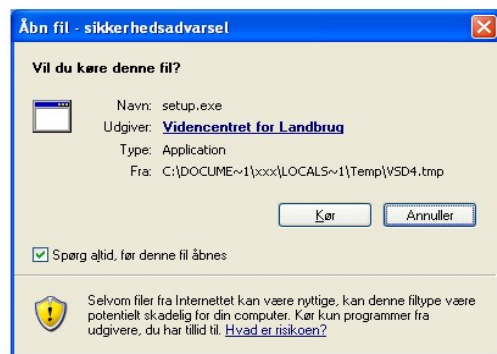 Åbn fil - sikkerhedsadvarsel
Vil du køre denne fil?
Navn: setup.exe
Udgiver: Videncentret for Landbrug
Type: Application
Fra: C:\DOCUME~1\xxx\LOCALS~1\Temp\VSD4.tmp
Kør Annuller
Spørg altid, før denne fil åbnes
Selvom filer fra Internettet kan være nyttige, kan denne filtype være
potentielt skadelig for din computer. Kør kun programmer fra
udgivere, du har tillid til. Hvad er risikoen?